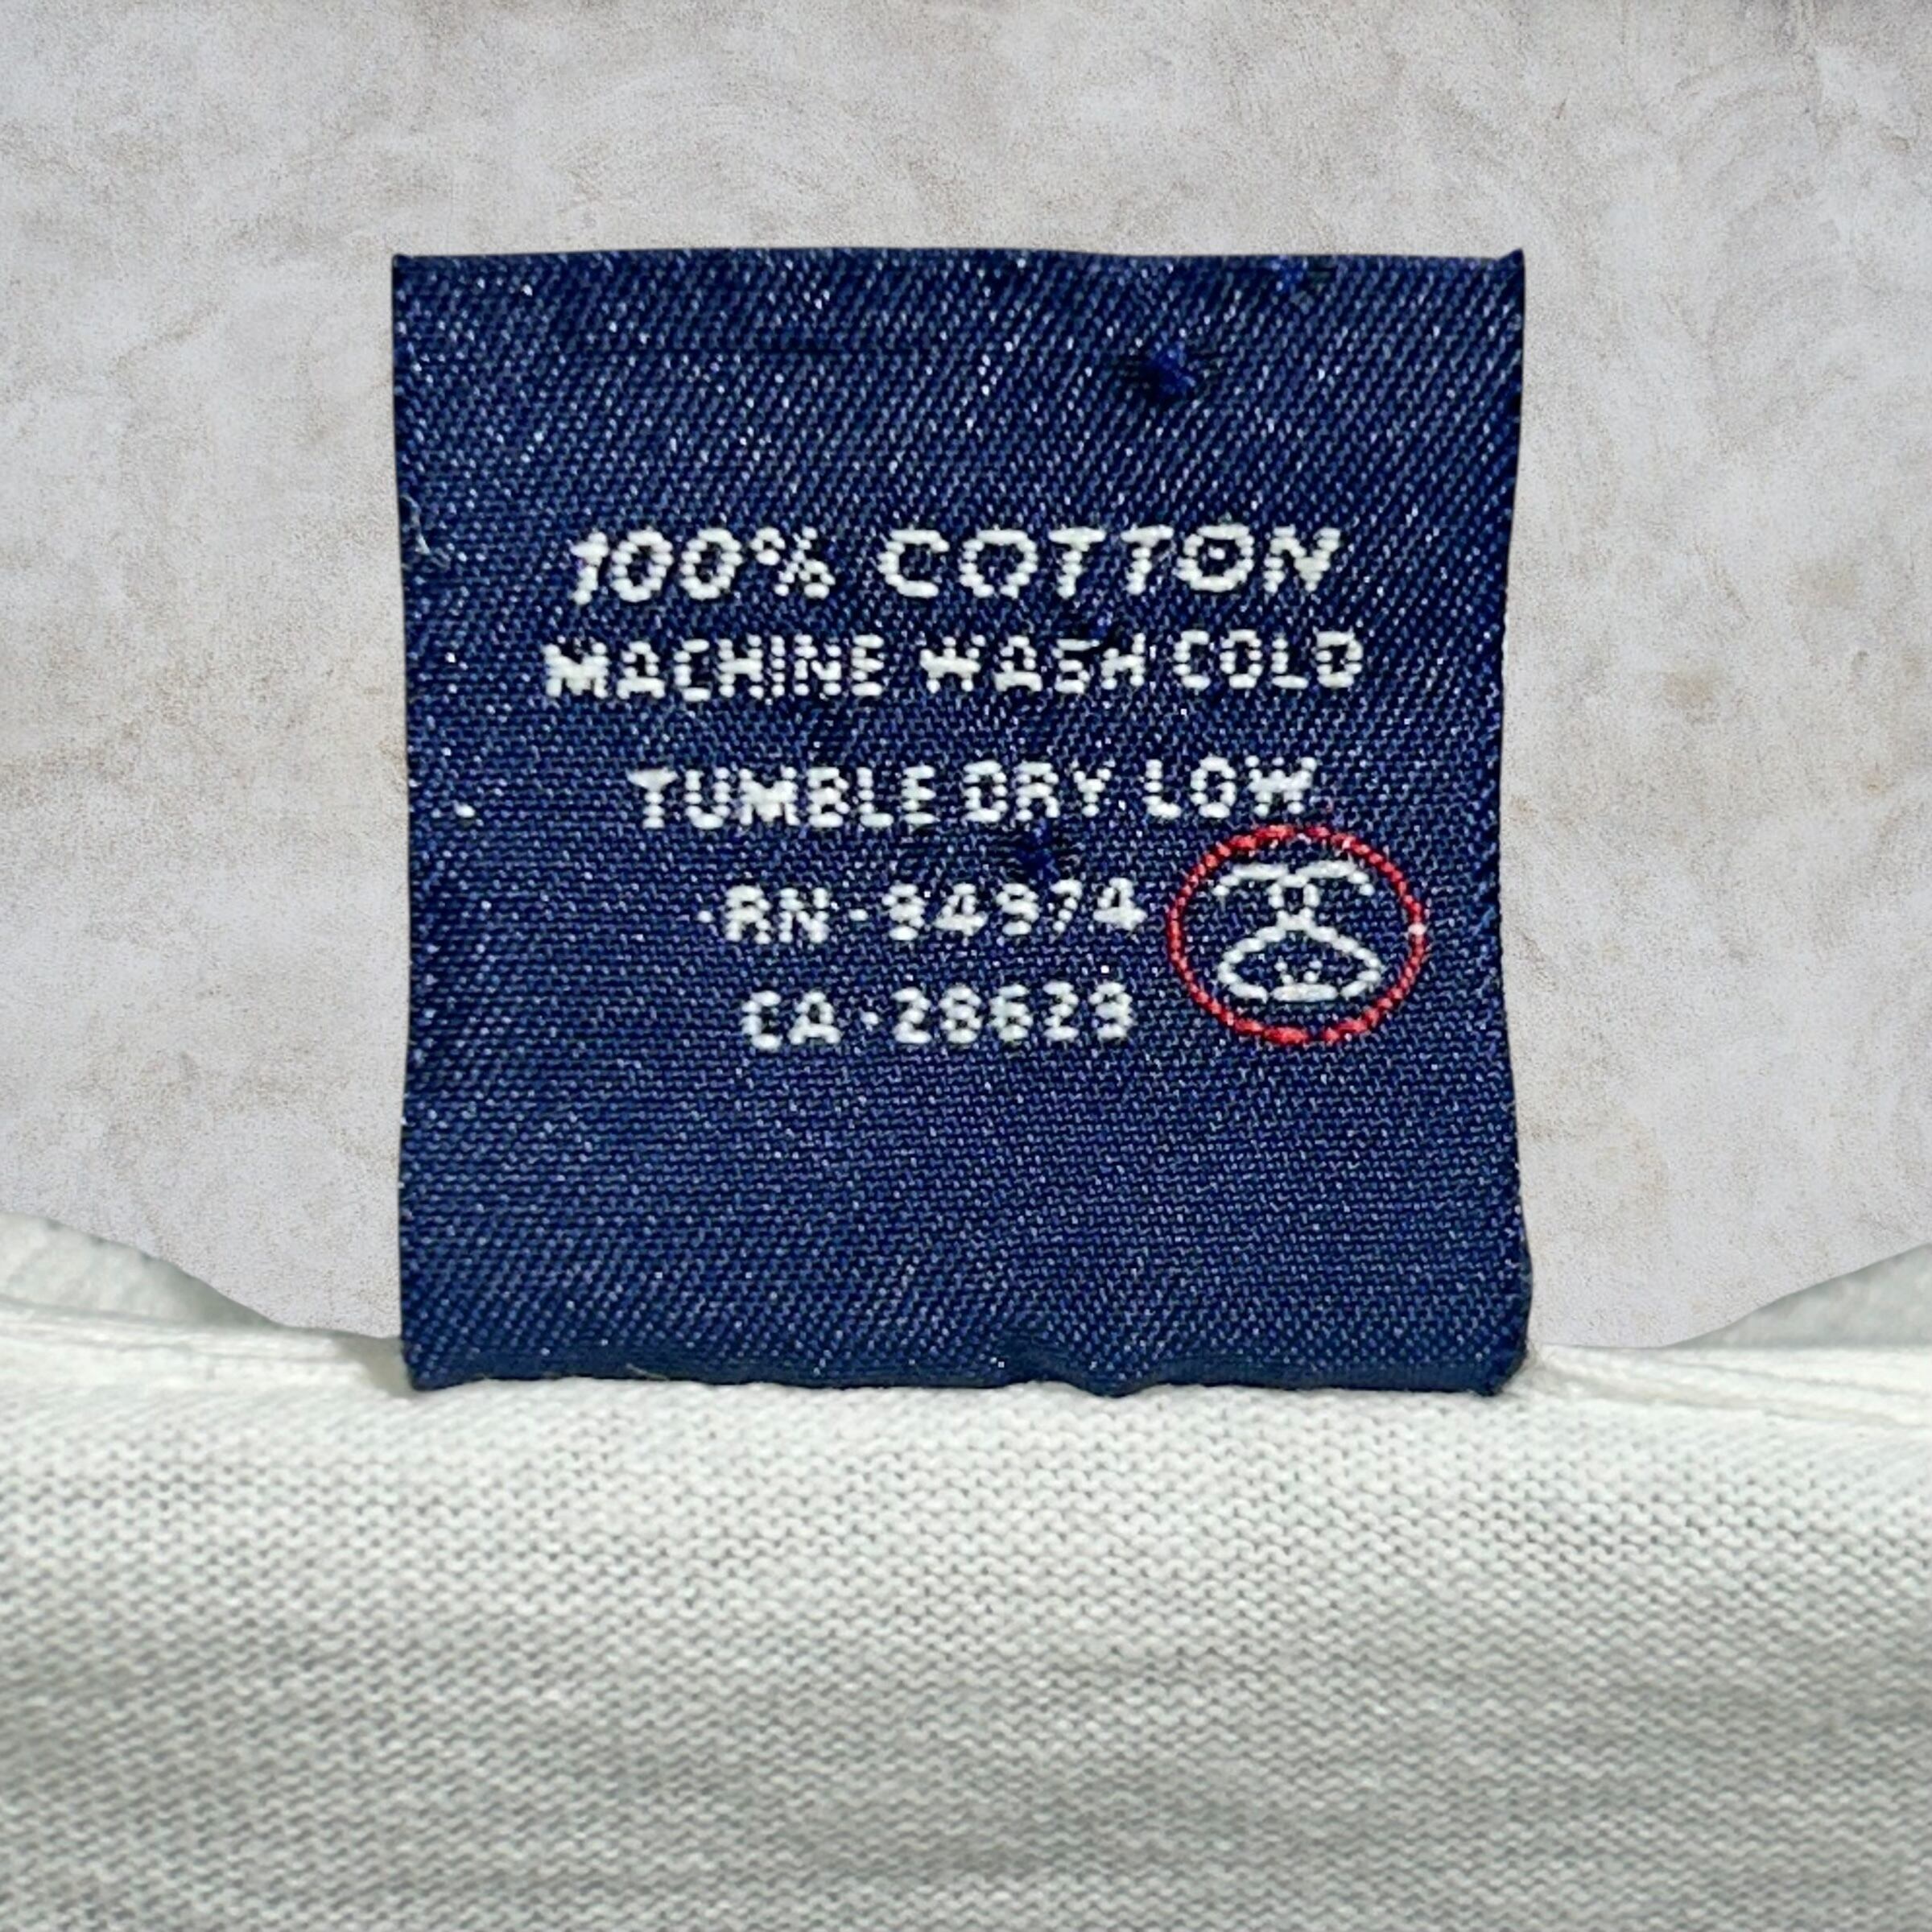 100% COTTON
MACHINE WASH COLD
TUMBLE DRY LOW
RN-94974
CA-28629